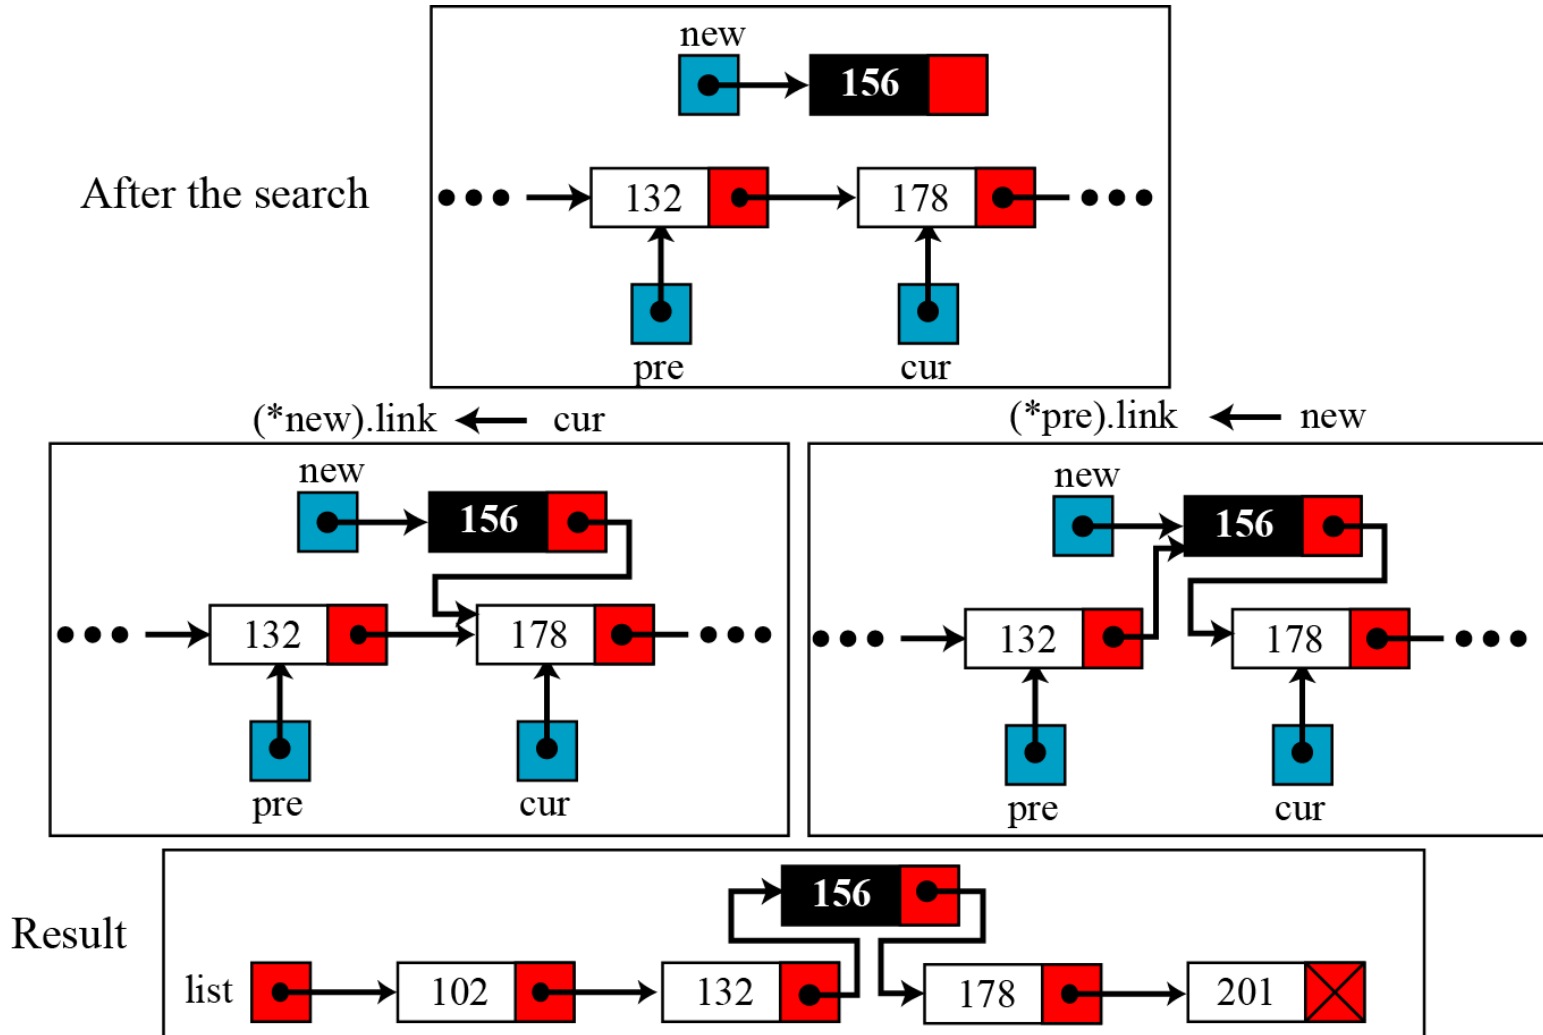 new
156
After the search
132 178
pre cur
(*new).link cur
(*pre).link new
new
156
132 178
pre cur
new
156
132 178
pre cur
Result
156
list 102 132 178 201